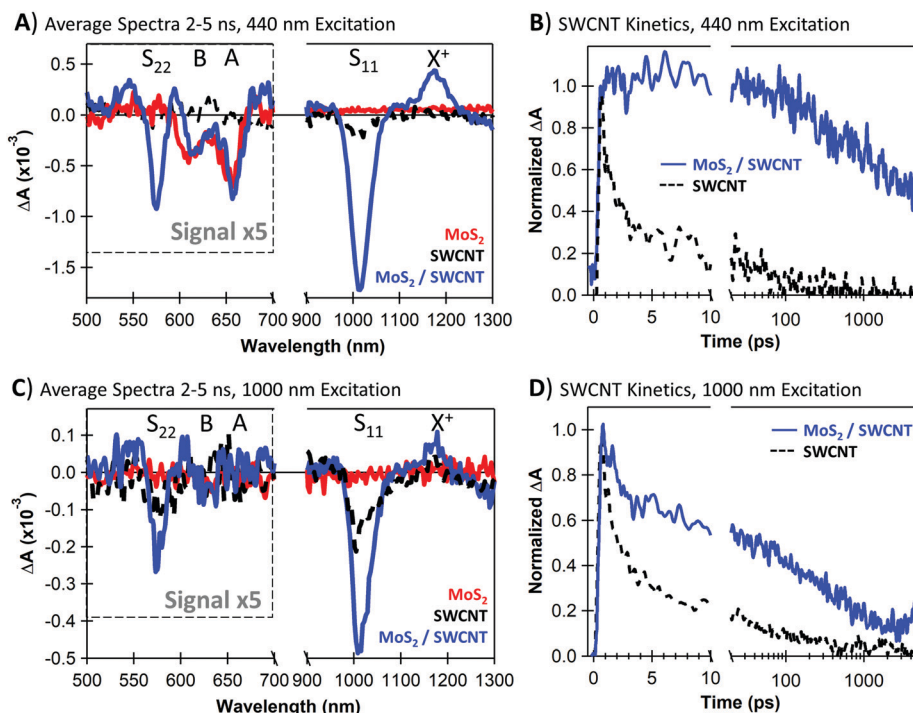 A) Average Spectra 2-5 ns, 440 nm Excitation
S22 B A S11 X+
0.5
0.0
-0.5
-1.0
-1.5
ΔA (x10-3)
Signal x5
MoS2
SWCNT
MoS2 / SWCNT
500 550 600 650 700 900 1000 1100 1200 1300
Wavelength (nm)
B) SWCNT Kinetics, 440 nm Excitation
1.0
0.8
0.6
0.4
0.2
0.0
Normalized ΔA
MoS2 / SWCNT
SWCNT
0 5 10 100 1000
Time (ps)
C) Average Spectra 2-5 ns, 1000 nm Excitation
S22 B A S11 X+
0.1
0.0
-0.1
-0.2
-0.3
-0.4
-0.5
ΔA (x10-3)
Signal x5
MoS2
SWCNT
MoS2 / SWCNT
500 550 600 650 700 900 1000 1100 1200 1300
Wavelength (nm)
D) SWCNT Kinetics, 1000 nm Excitation
1.0
0.8
0.6
0.4
0.2
0.0
Normalized ΔA
MoS2 / SWCNT
SWCNT
0 5 10 100 1000
Time (ps)